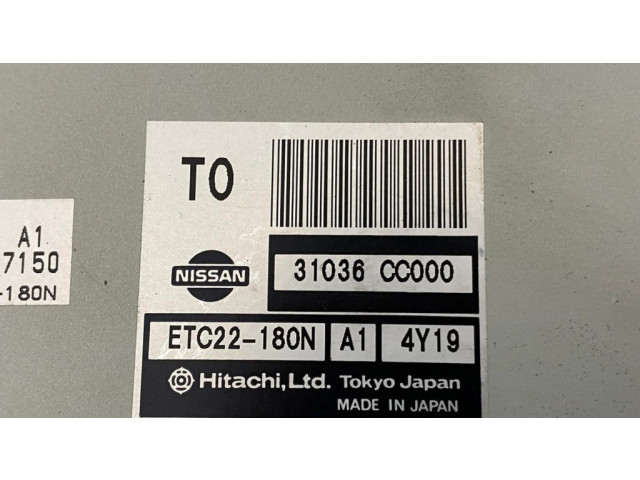 TO
NISSAN
31036 CC000
ETC22-180N A1 4Y19
Hitachi, Ltd. Tokyo Japan
MADE IN JAPAN
A1
7150
-180N